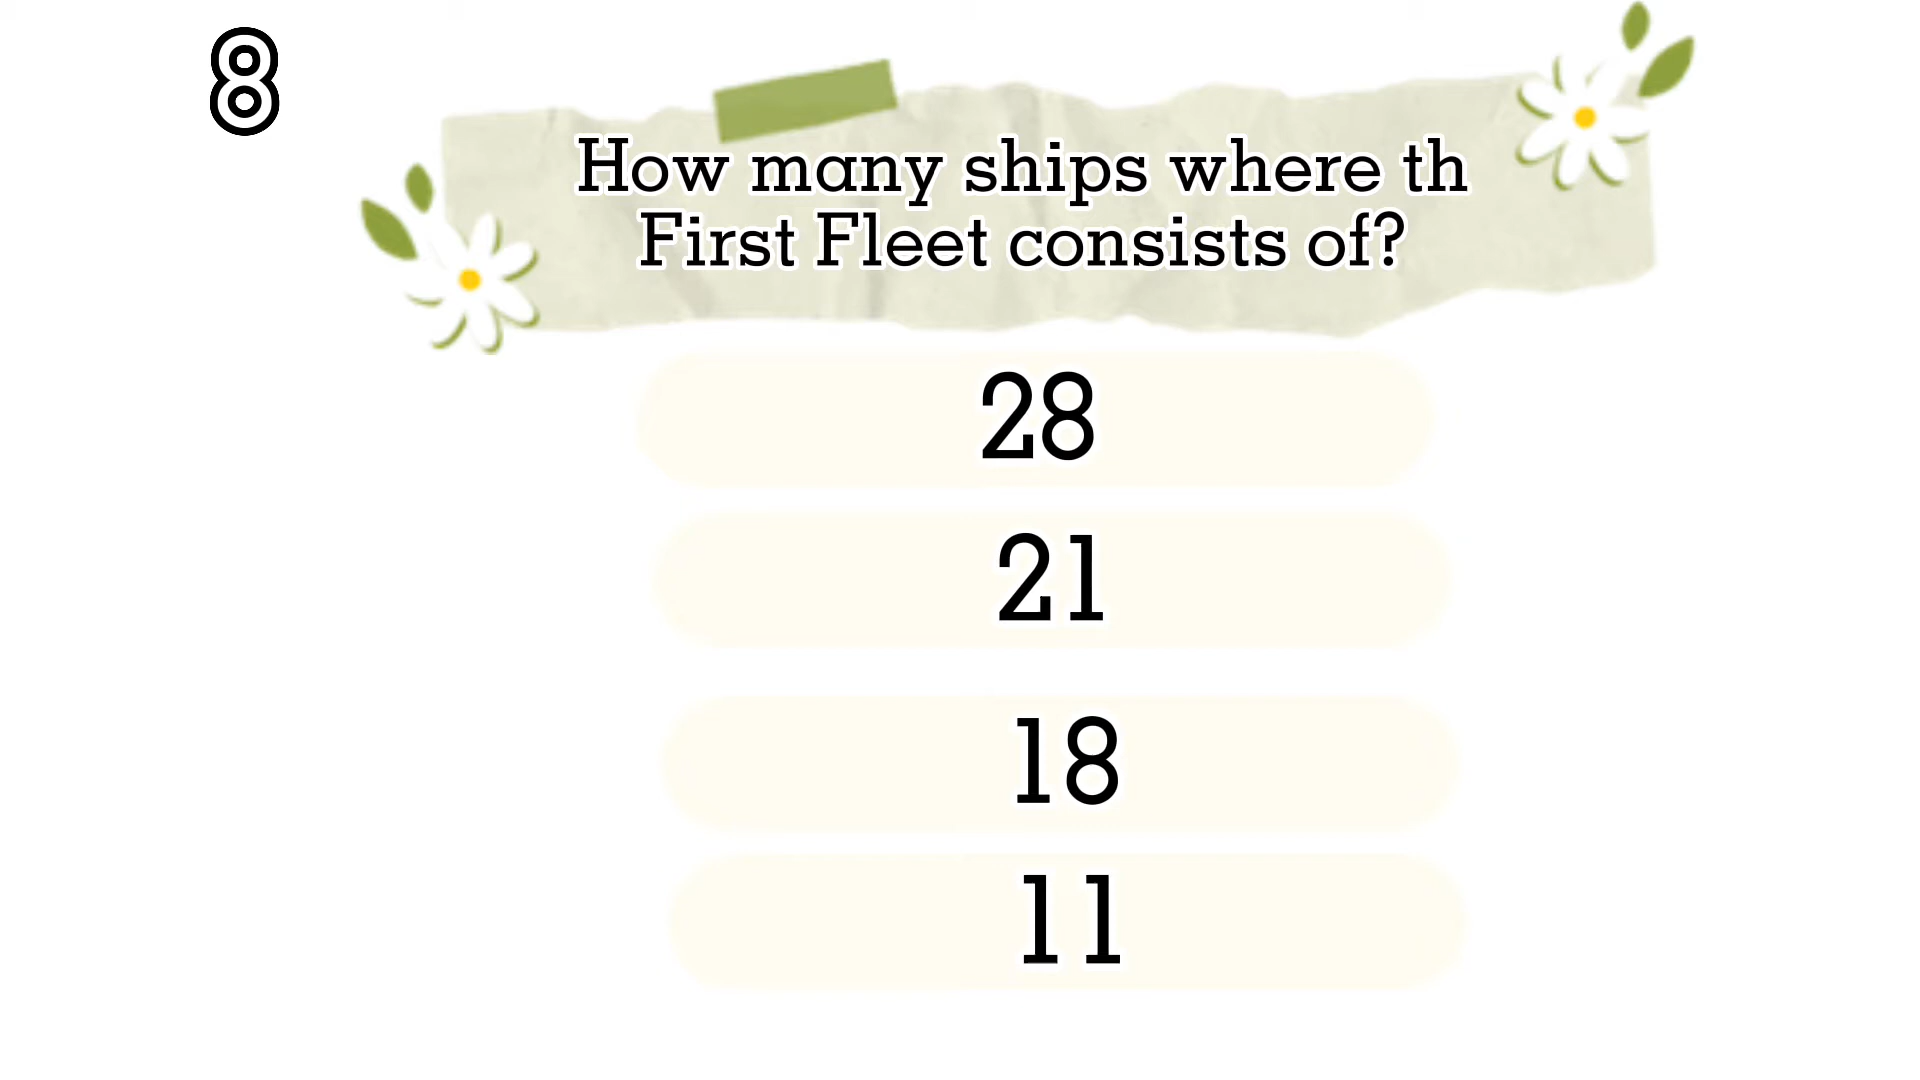 8
How many ships where th
First Fleet consists of?
28
21
18
11